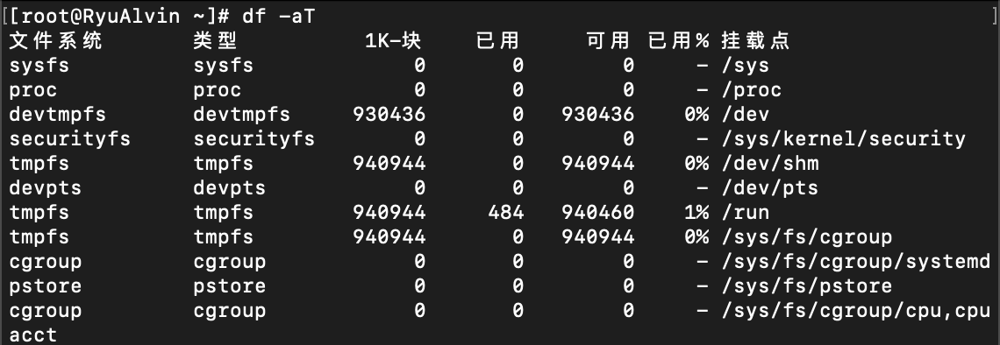 [[root@RyuAlvin ~]# df -aT ]
文件系统 类型 1K-块 已用 可用 已用% 挂载点
sysfs sysfs 0 0 0 - /sys
proc proc 0 0 0 - /proc
devtmpfs devtmpfs 930436 0 930436 0% /dev
securityfs securityfs 0 0 0 - /sys/kernel/security
tmpfs tmpfs 940944 0 940944 0% /dev/shm
devpts devpts 0 0 0 - /dev/pts
tmpfs tmpfs 940944 484 940460 1% /run
tmpfs tmpfs 940944 0 940944 0% /sys/fs/cgroup
cgroup cgroup 0 0 0 - /sys/fs/cgroup/systemd
pstore pstore 0 0 0 - /sys/fs/pstore
cgroup cgroup 0 0 0 - /sys/fs/cgroup/cpu,cpu
acct